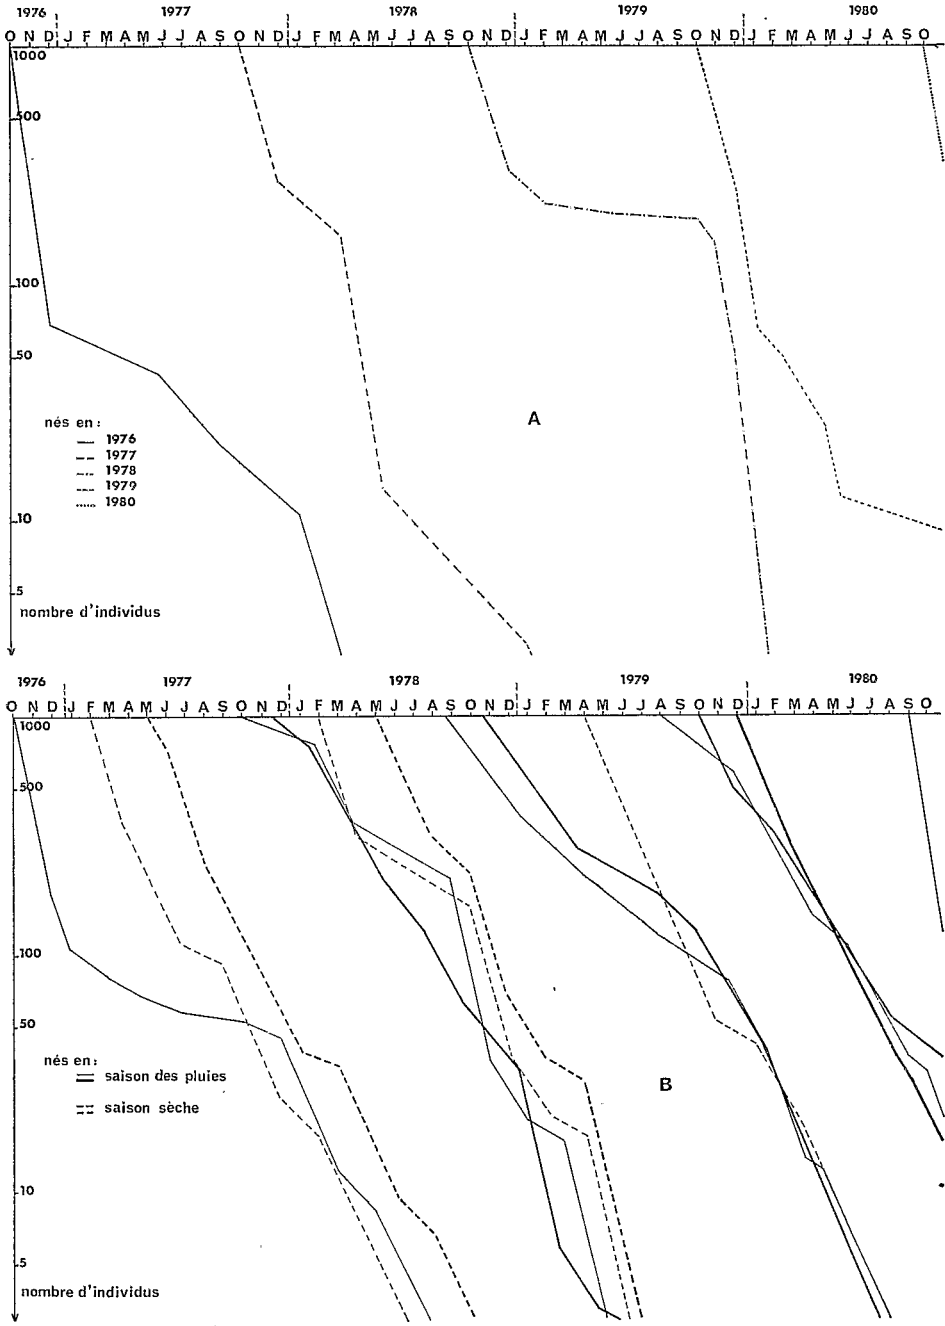 1976 1977 1978 1979 1980
O N D J F M A M J J A S O N D J F M A M J J A S O N D J F M A M J J A S O N D J F M A M J J A S O
1000
500
100
50
A
nés en:
1976
1977
1978
1979
1980
10
5
nombre d'individus
1976 1977 1978 1979 1980
O N D J F M A M J J A S O N D J F M A M J J A S O N D J F M A M J J A S O N D J F M A M J J A S O
1000
500
100
50
nés en:
saison des pluies
B
saison sèche
10
5
nombre d'individus